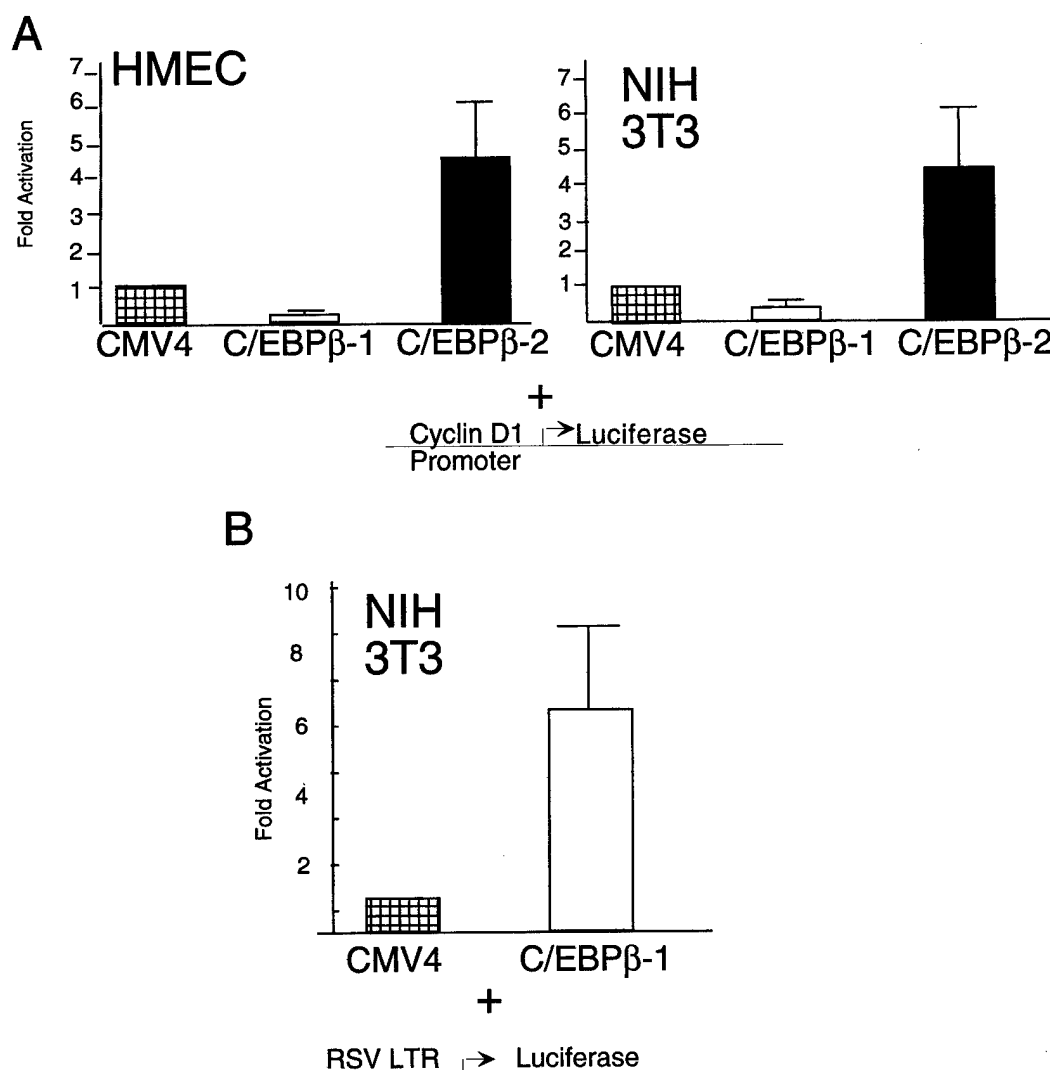 A
HMEC
Fold Activation
7
6
5
4
3
2
1
CMV4 C/EBPβ-1 C/EBPβ-2
NIH
3T3
7
6
5
4
3
2
1
CMV4 C/EBPβ-1 C/EBPβ-2
+
Cyclin D1 Luciferase
Promoter
B
NIH
3T3
Fold Activation
10
8
6
4
2
CMV4 C/EBPβ-1
+
RSV LTR Luciferase